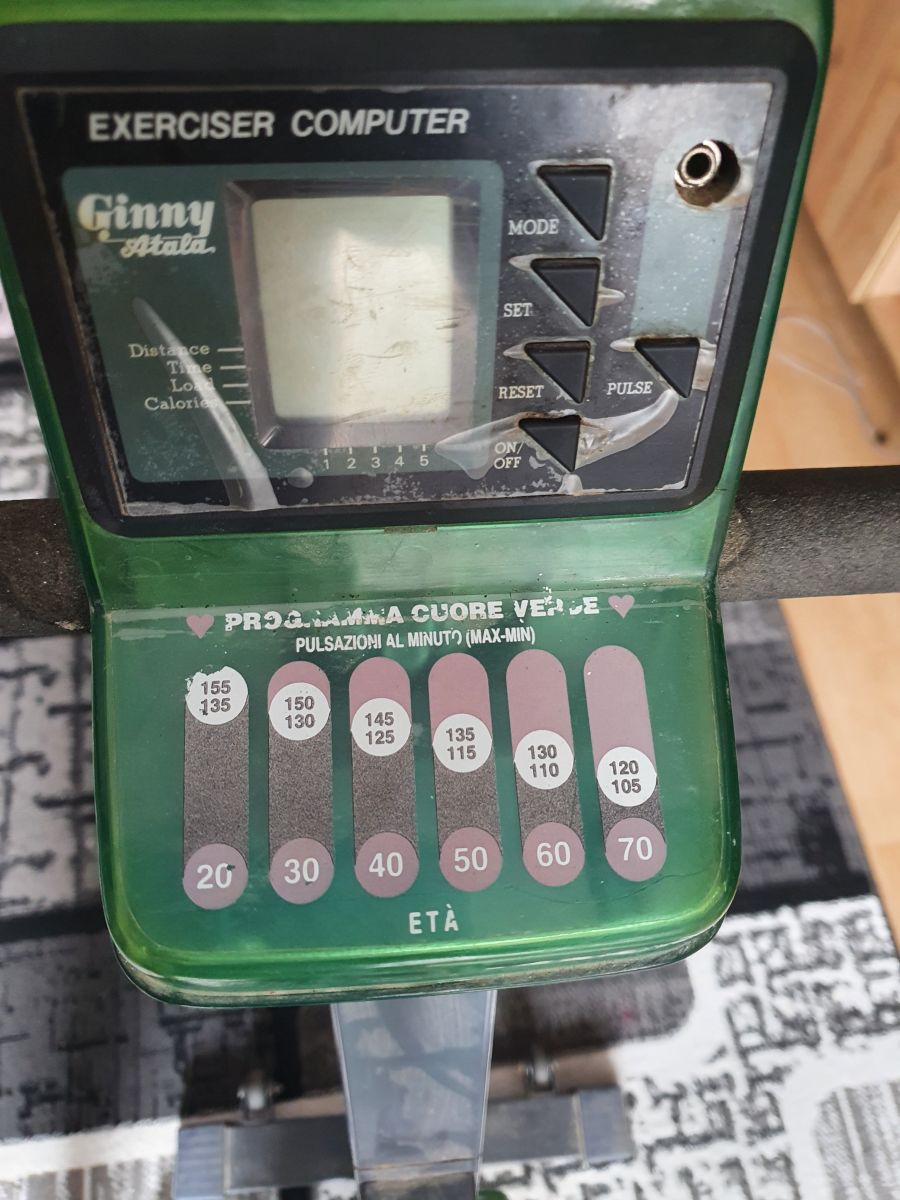 EXERCISER COMPUTER
Ginny
Atala
MODE
SET
Distance
Time
Load
Calories
RESET
PULSE
ON/
OFF
1 2 3 4 5
PROGRAMMA CUORE VERDE
PULSAZIONI AL MINUTO (MAX-MIN)
155 150 145 135 130 120
135 130 125 115 110 105
20 30 40 50 60 70
ETÀ